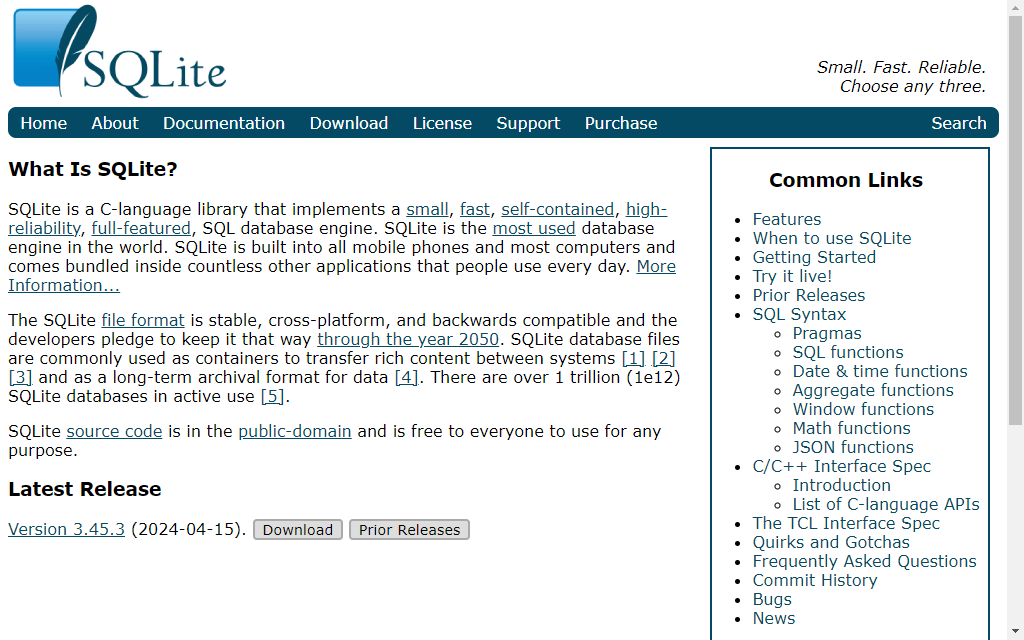 SQLite
Small. Fast. Reliable.
Choose any three.
Home About Documentation Download License Support Purchase Search
What Is SQLite?
SQLite is a C-language library that implements a small, fast, self-contained, high-
reliability, full-featured, SQL database engine. SQLite is the most used database
engine in the world. SQLite is built into all mobile phones and most computers and
comes bundled inside countless other applications that people use every day. More
Information...
The SQLite file format is stable, cross-platform, and backwards compatible and the
developers pledge to keep it that way through the year 2050. SQLite database files
are commonly used as containers to transfer rich content between systems [1] [2]
[3] and as a long-term archival format for data [4]. There are over 1 trillion (1e12)
SQLite databases in active use [5].
SQLite source code is in the public-domain and is free to everyone to use for any
purpose.
Latest Release
Version 3.45.3 (2024-04-15). Download Prior Releases
Common Links
Features
When to use SQLite
Getting Started
Try it live!
Prior Releases
SQL Syntax
Pragmas
SQL functions
Date & time functions
Aggregate functions
Window functions
Math functions
JSON functions
C/C++ Interface Spec
Introduction
List of C-language APIs
The TCL Interface Spec
Quirks and Gotchas
Frequently Asked Questions
Commit History
Bugs
News